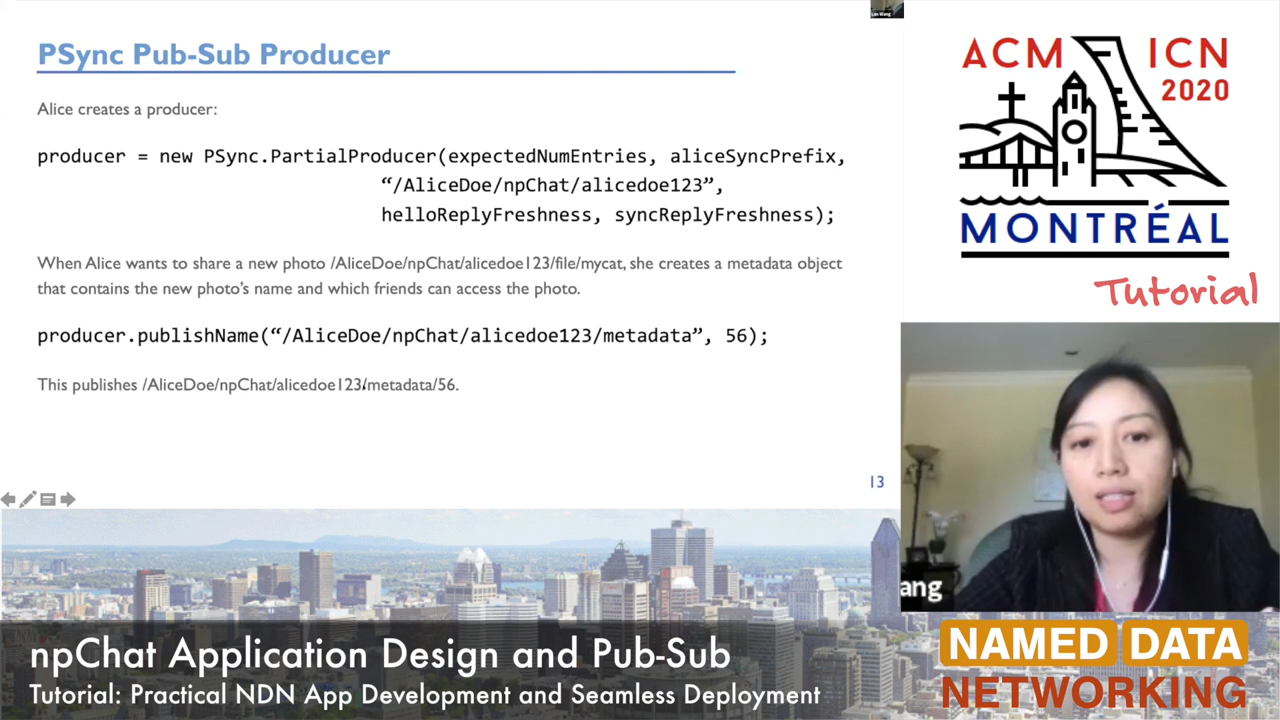 PSync Pub-Sub Producer
Alice creates a producer:
producer = new PSync.PartialProducer(expectedNumEntries, aliceSyncPrefix,
“/AliceDoe/npChat/alicedoe123”,
helloReplyFreshness, syncReplyFreshness);
When Alice wants to share a new photo /AliceDoe/npChat/alicedoe123/file/mycat, she creates a metadata object
that contains the new photo’s name and which friends can access the photo.
producer.publishName(“/AliceDoe/npChat/alicedoe123/metadata”, 56);
This publishes /AliceDoe/npChat/alicedoe123/metadata/56.
13
ACM ICN
2020
MONTRÉAL
Tutorial
ang
npChat Application Design and Pub-Sub
Tutorial: Practical NDN App Development and Seamless Deployment
NAMED DATA
NETWORKING